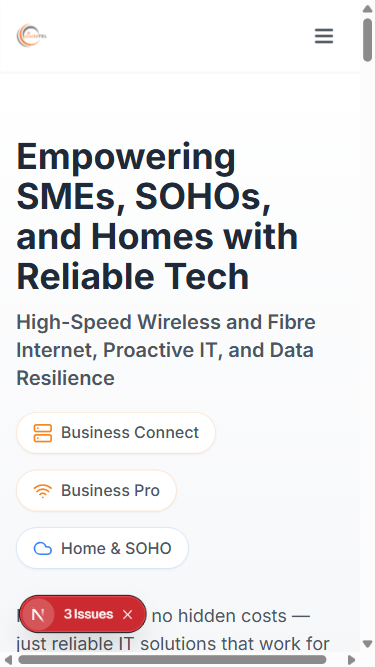 Empowering
SMEs, SOHOs,
and Homes with
Reliable Tech
High-Speed Wireless and Fibre
Internet, Proactive IT, and Data
Resilience
Business Connect
Business Pro
Home & SOHO
N 3 Issues ×
no hidden costs —
just reliable IT solutions that work for